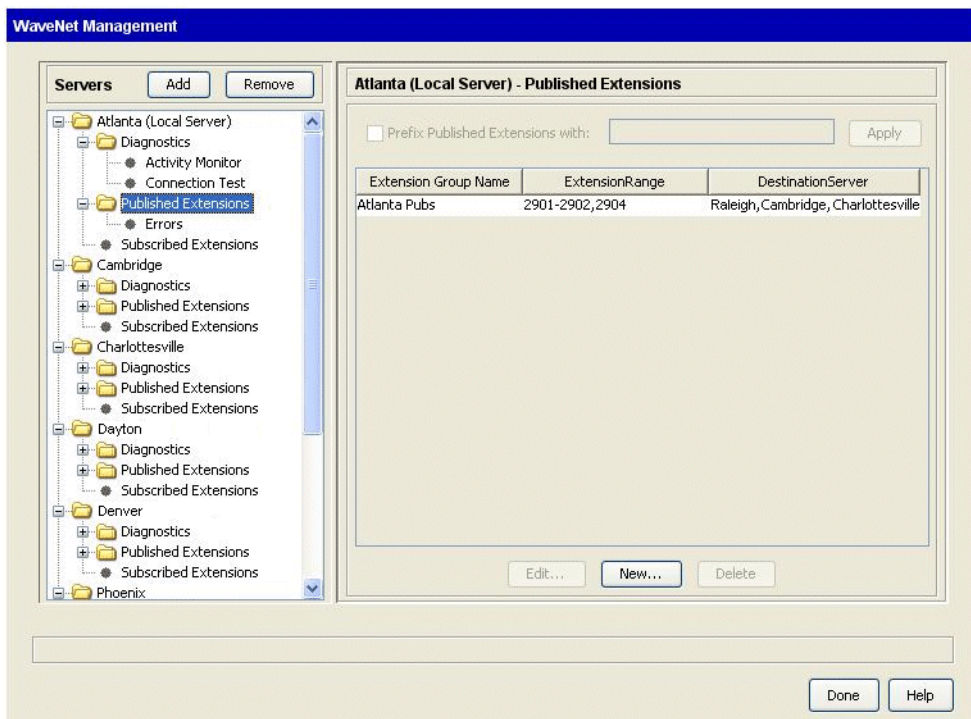 WaveNet Management
Servers
Add
Remove
Atlanta (Local Server)
Diagnostics
Activity Monitor
Connection Test
Published Extensions
Errors
Subscribed Extensions
Cambridge
Diagnostics
Published Extensions
Subscribed Extensions
Charlottesville
Diagnostics
Published Extensions
Subscribed Extensions
Dayton
Diagnostics
Published Extensions
Subscribed Extensions
Denver
Diagnostics
Published Extensions
Subscribed Extensions
Phoenix
Atlanta (Local Server) - Published Extensions
Prefix Published Extensions with:
Apply
Extension Group Name ExtensionRange DestinationServer
Atlanta Pubs 2901-2902,2904 Raleigh,Cambridge,Charlottesville
Edit... New... Delete
Done Help